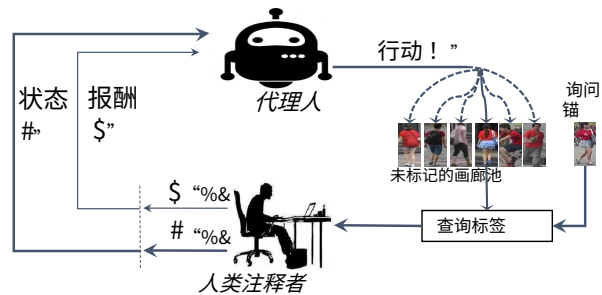 行动！”
代理人
状态
#”
报酬
$”
询问
锚
未标记的画廊池
$ “%&
# “%&
查询标签
人类注释者